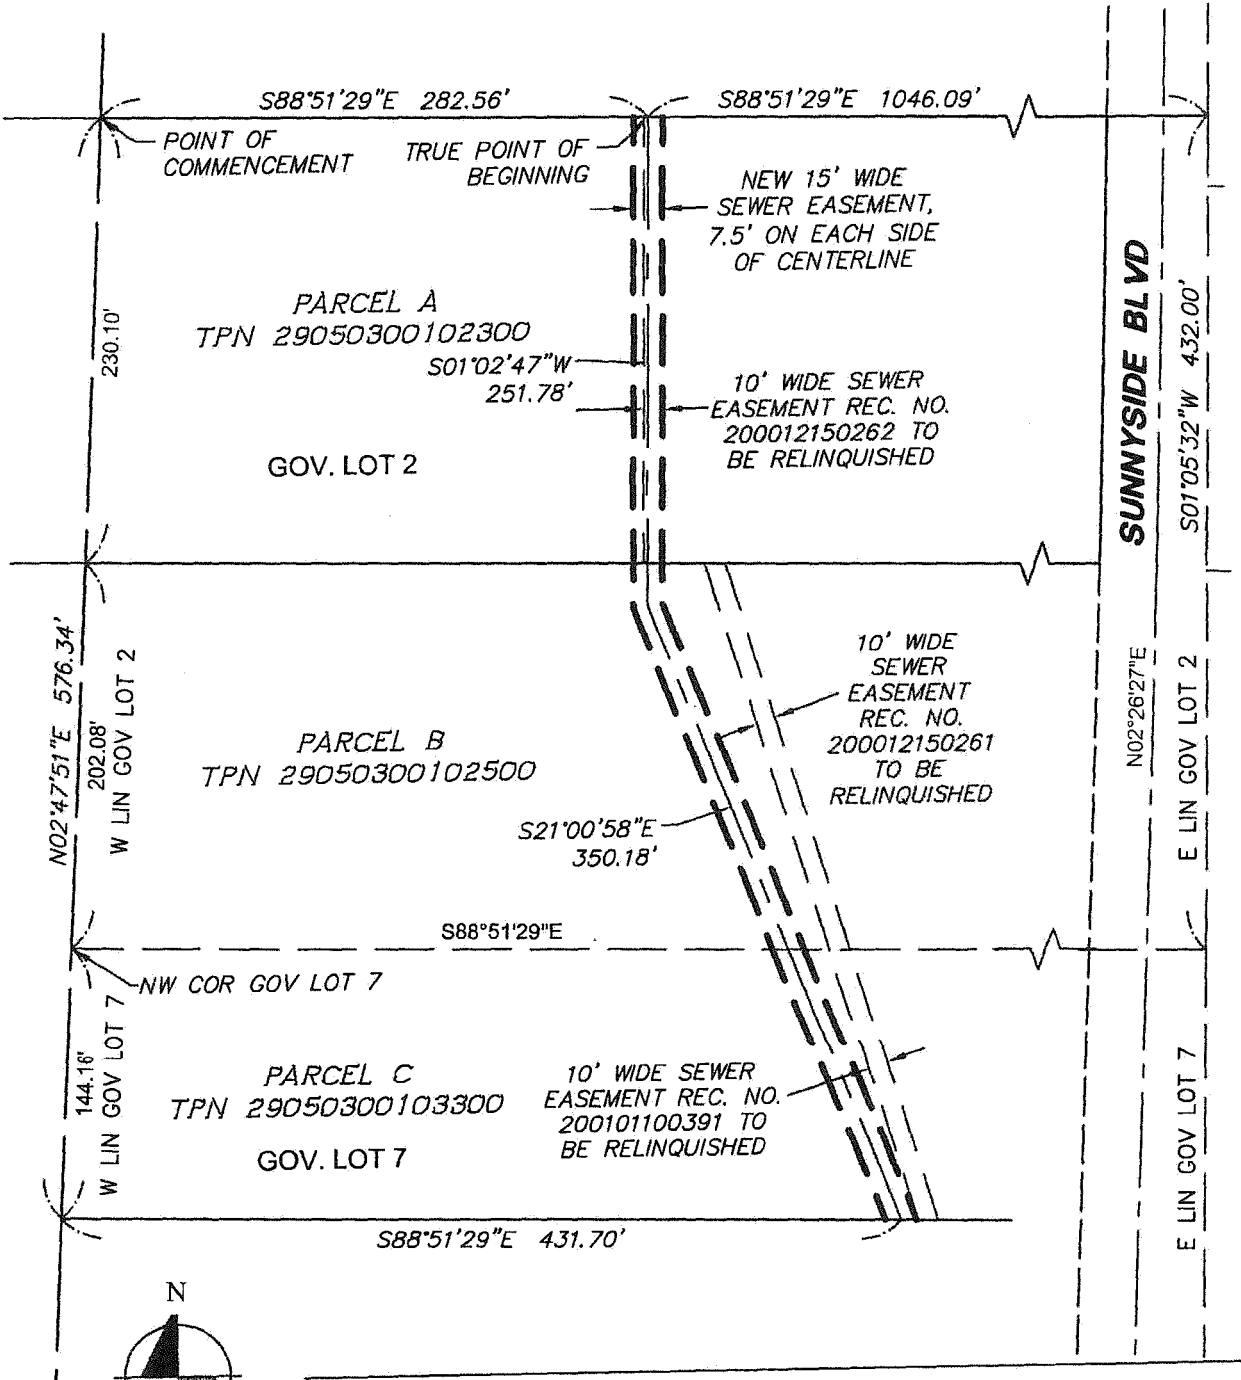 S88°51'29"E 282.56'
S88°51'29"E 1046.09'
POINT OF
COMMENCEMENT
TRUE POINT OF
BEGINNING
NEW 15' WIDE
SEWER EASEMENT,
7.5' ON EACH SIDE
OF CENTERLINE
230.10'
PARCEL A
TPN 29050300102300
S01°02'47"W
251.78'
10' WIDE SEWER
EASEMENT REC. NO.
200012150262 TO
BE RELINQUISHED
GOV. LOT 2
SUNNYSIDE BLVD
S01°05'32"W 432.00'
N02°47'51"E 576.34'
202.08'
W LIN GOV LOT 2
PARCEL B
TPN 29050300102500
10' WIDE
SEWER
EASEMENT
REC. NO.
200012150261
TO BE
RELINQUISHED
S21°00'58"E
350.18'
N02°26'27"E
E LIN GOV LOT 2
S88°51'29"E
NW COR GOV LOT 7
144.16'
W LIN GOV LOT 7
PARCEL C
TPN 29050300103300
GOV. LOT 7
10' WIDE SEWER
EASEMENT REC. NO.
200101100391 TO
BE RELINQUISHED
E LIN GOV LOT 7
S88°51'29"E 431.70'
N